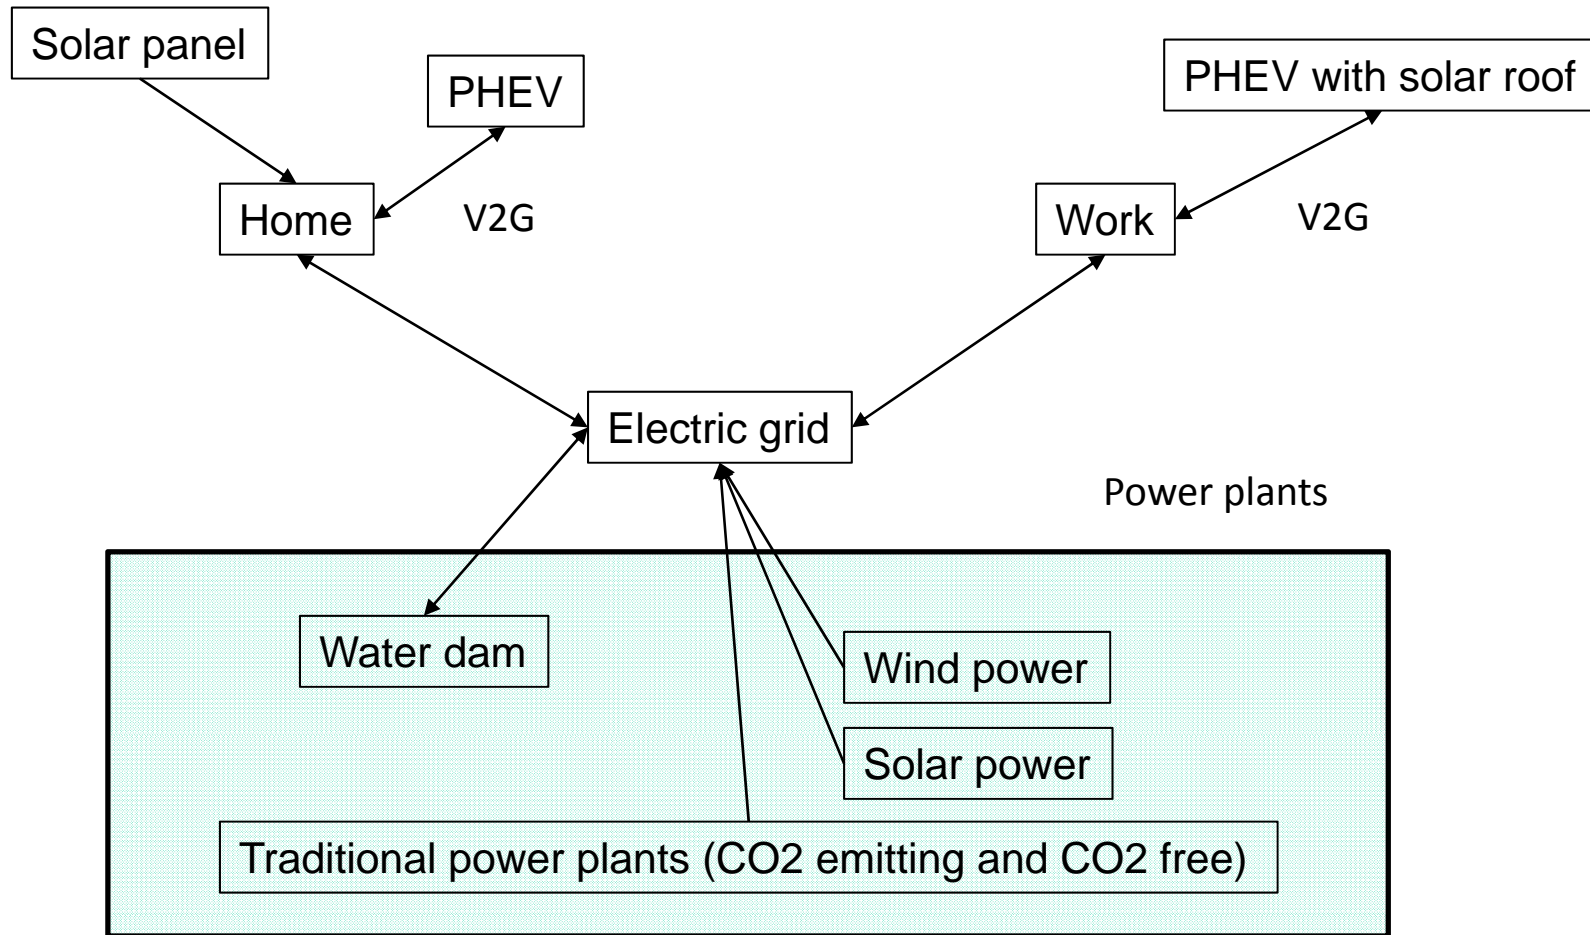 Solar panel
PHEV
PHEV with solar roof
Home
V2G
Work
V2G
Electric grid
Power plants
Water dam
Wind power
Solar power
Traditional power plants (CO2 emitting and CO2 free)